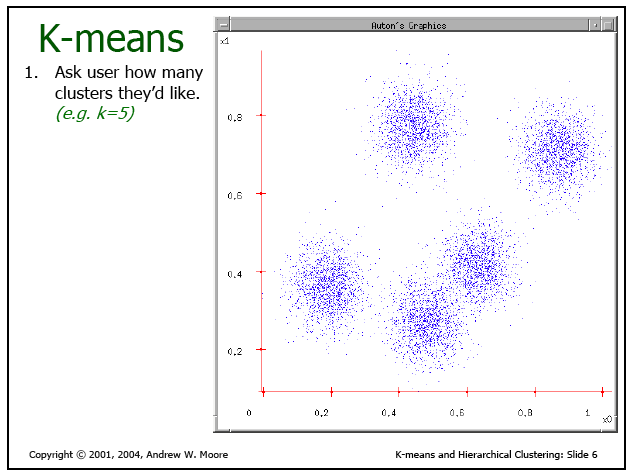 K-means
1. Ask user how many
clusters they'd like.
(e.g. k=5)
Auton's Graphics
x1
0.8
0.6
0.4
0.2
0 0.2 0.4 0.6 0.8 1
x0
Copyright © 2001, 2004, Andrew W. Moore
K-means and Hierarchical Clustering: Slide 6